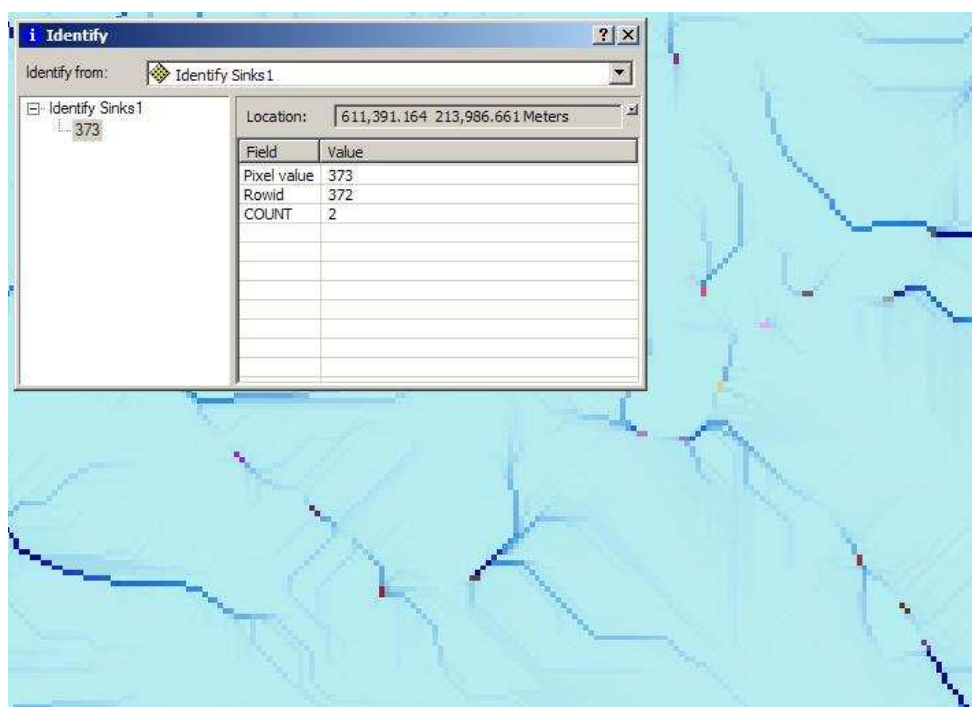 i Identify
Identify from: Identify Sinks1
Identify Sinks1
373
Location: 611,391.164 213,986.661 Meters
Field Value
Pixel value 373
Rowid 372
COUNT 2